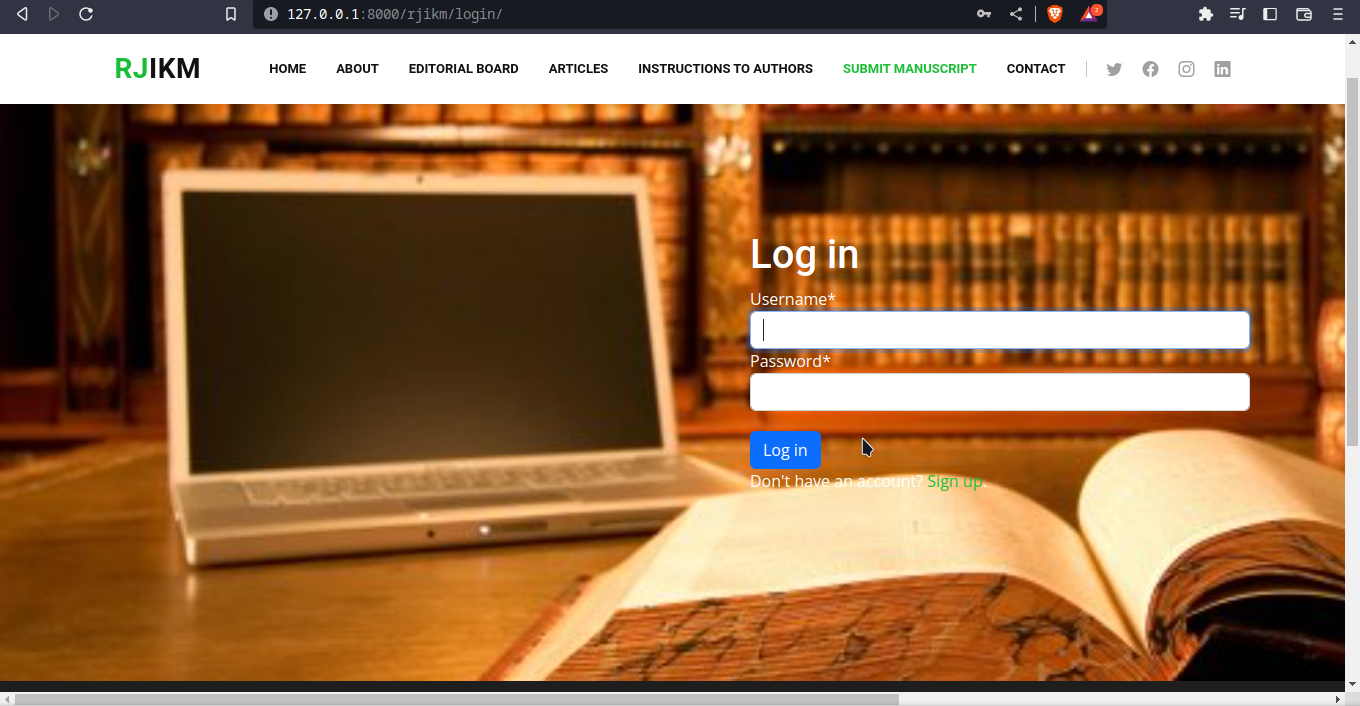 127.0.0.1:8000/rjikm/login/
2
RJIKM
HOME ABOUT EDITORIAL BOARD ARTICLES INSTRUCTIONS TO AUTHORS SUBMIT MANUSCRIPT CONTACT
Log in
Username*
Password*
Log in
Don't have an account? Sign up.